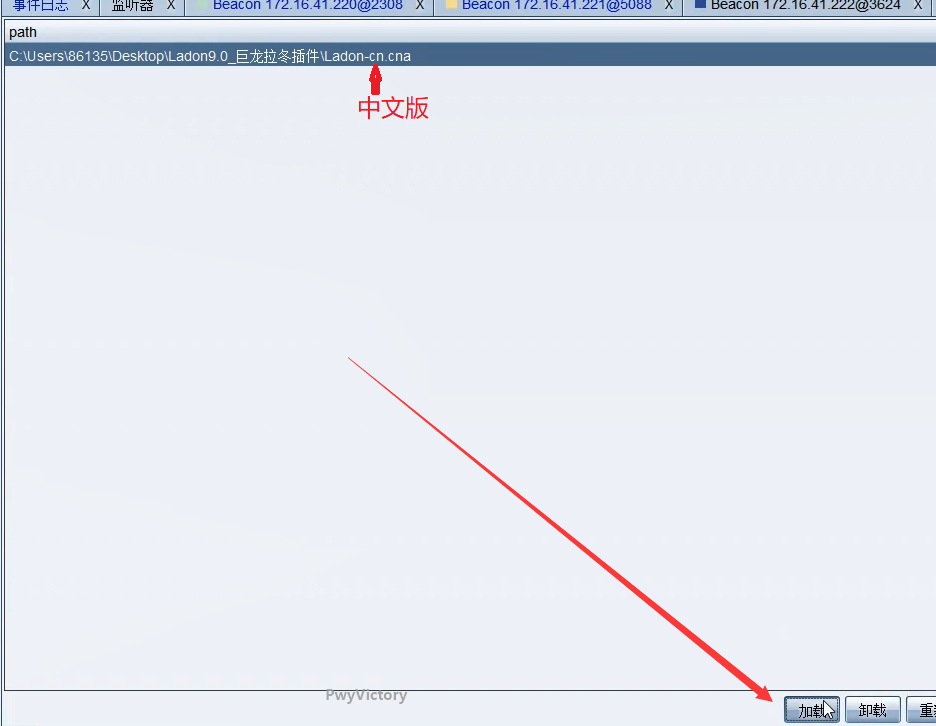 事件日志 X 监听器 X Beacon 172.16.41.220@2308 X Beacon 172.16.41.221@5088 X Beacon 172.16.41.222@3624 X
path
C:\Users\86135\Desktop\Ladon9.0_巨龙拉冬插件\Ladon-cn.cna
中文版
PwyVictory
加载 卸载 重